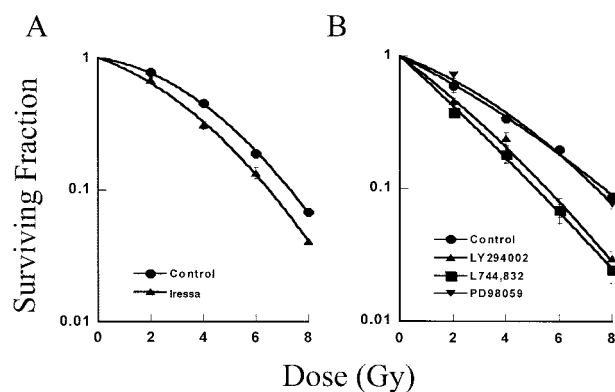 A
B
Surviving Fraction
1
0.1
0.01
0
2
4
6
8
Control
Iressa
1
0.1
0.01
0
2
4
6
8
Control
LY294002
L744,832
PD98059
Dose (Gy)